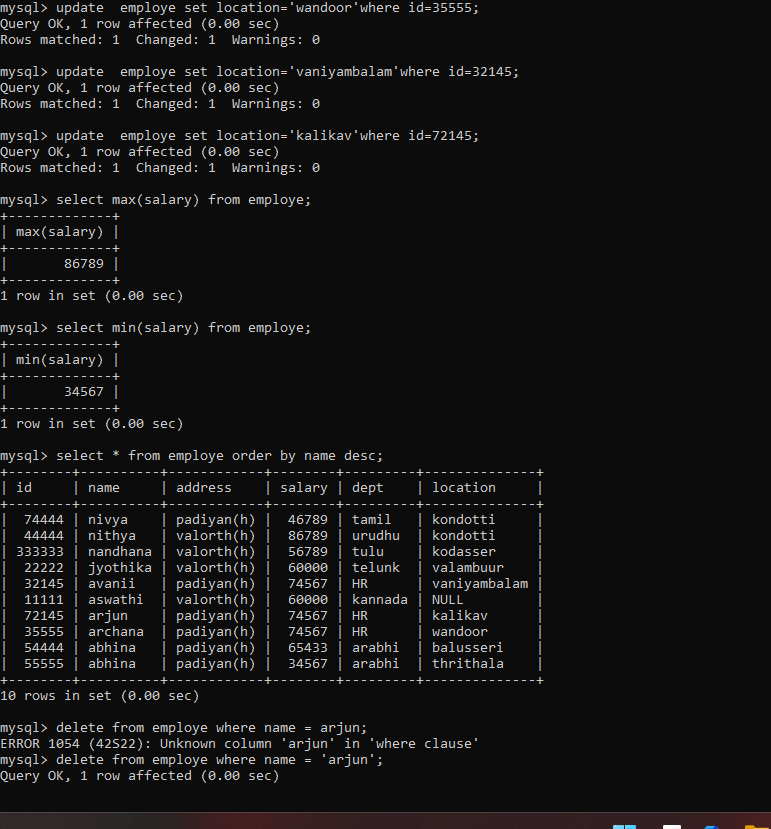 mysql> update  employe set location='wandoor'where id=35555;
Query OK, 1 row affected (0.00 sec)
Rows matched: 1  Changed: 1  Warnings: 0

mysql> update  employe set location='vaniyambalam'where id=32145;
Query OK, 1 row affected (0.00 sec)
Rows matched: 1  Changed: 1  Warnings: 0

mysql> update  employe set location='kalikav'where id=72145;
Query OK, 1 row affected (0.00 sec)
Rows matched: 1  Changed: 1  Warnings: 0

mysql> select max(salary) from employe;
+-------------+
| max(salary) |
+-------------+
|       86789 |
+-------------+
1 row in set (0.00 sec)

mysql> select min(salary) from employe;
+-------------+
| min(salary) |
+-------------+
|       34567 |
+-------------+
1 row in set (0.00 sec)

mysql> select * from employe order by name desc;
+--------+----------+------------+--------+---------+--------------+
| id     | name     | address    | salary | dept    | location     |
+--------+----------+------------+--------+---------+--------------+
|  74444 | nivya    | padiyan(h) |  46789 | tamil   | kondotti     |
|  44444 | nithya   | valorth(h) |  86789 | urudhu  | kondotti     |
| 333333 | nandhana | valorth(h) |  56789 | tulu    | kodasser     |
|  22222 | jyothika | valorth(h) |  60000 | telunk  | valambuur    |
|  32145 | avanii   | padiyan(h) |  74567 | HR      | vaniyambalam |
|  11111 | aswathi  | valorth(h) |  60000 | kannada | NULL         |
|  72145 | arjun    | padiyan(h) |  74567 | HR      | kalikav      |
|  35555 | archana  | padiyan(h) |  74567 | HR      | wandoor      |
|  54444 | abhina   | padiyan(h) |  65433 | arabhi  | balusseri    |
|  55555 | abhina   | padiyan(h) |  34567 | arabhi  | thrithala    |
+--------+----------+------------+--------+---------+--------------+
10 rows in set (0.00 sec)

mysql> delete from employe where name = arjun;
ERROR 1054 (42S22): Unknown column 'arjun' in 'where clause'
mysql> delete from employe where name = 'arjun';
Query OK, 1 row affected (0.00 sec)